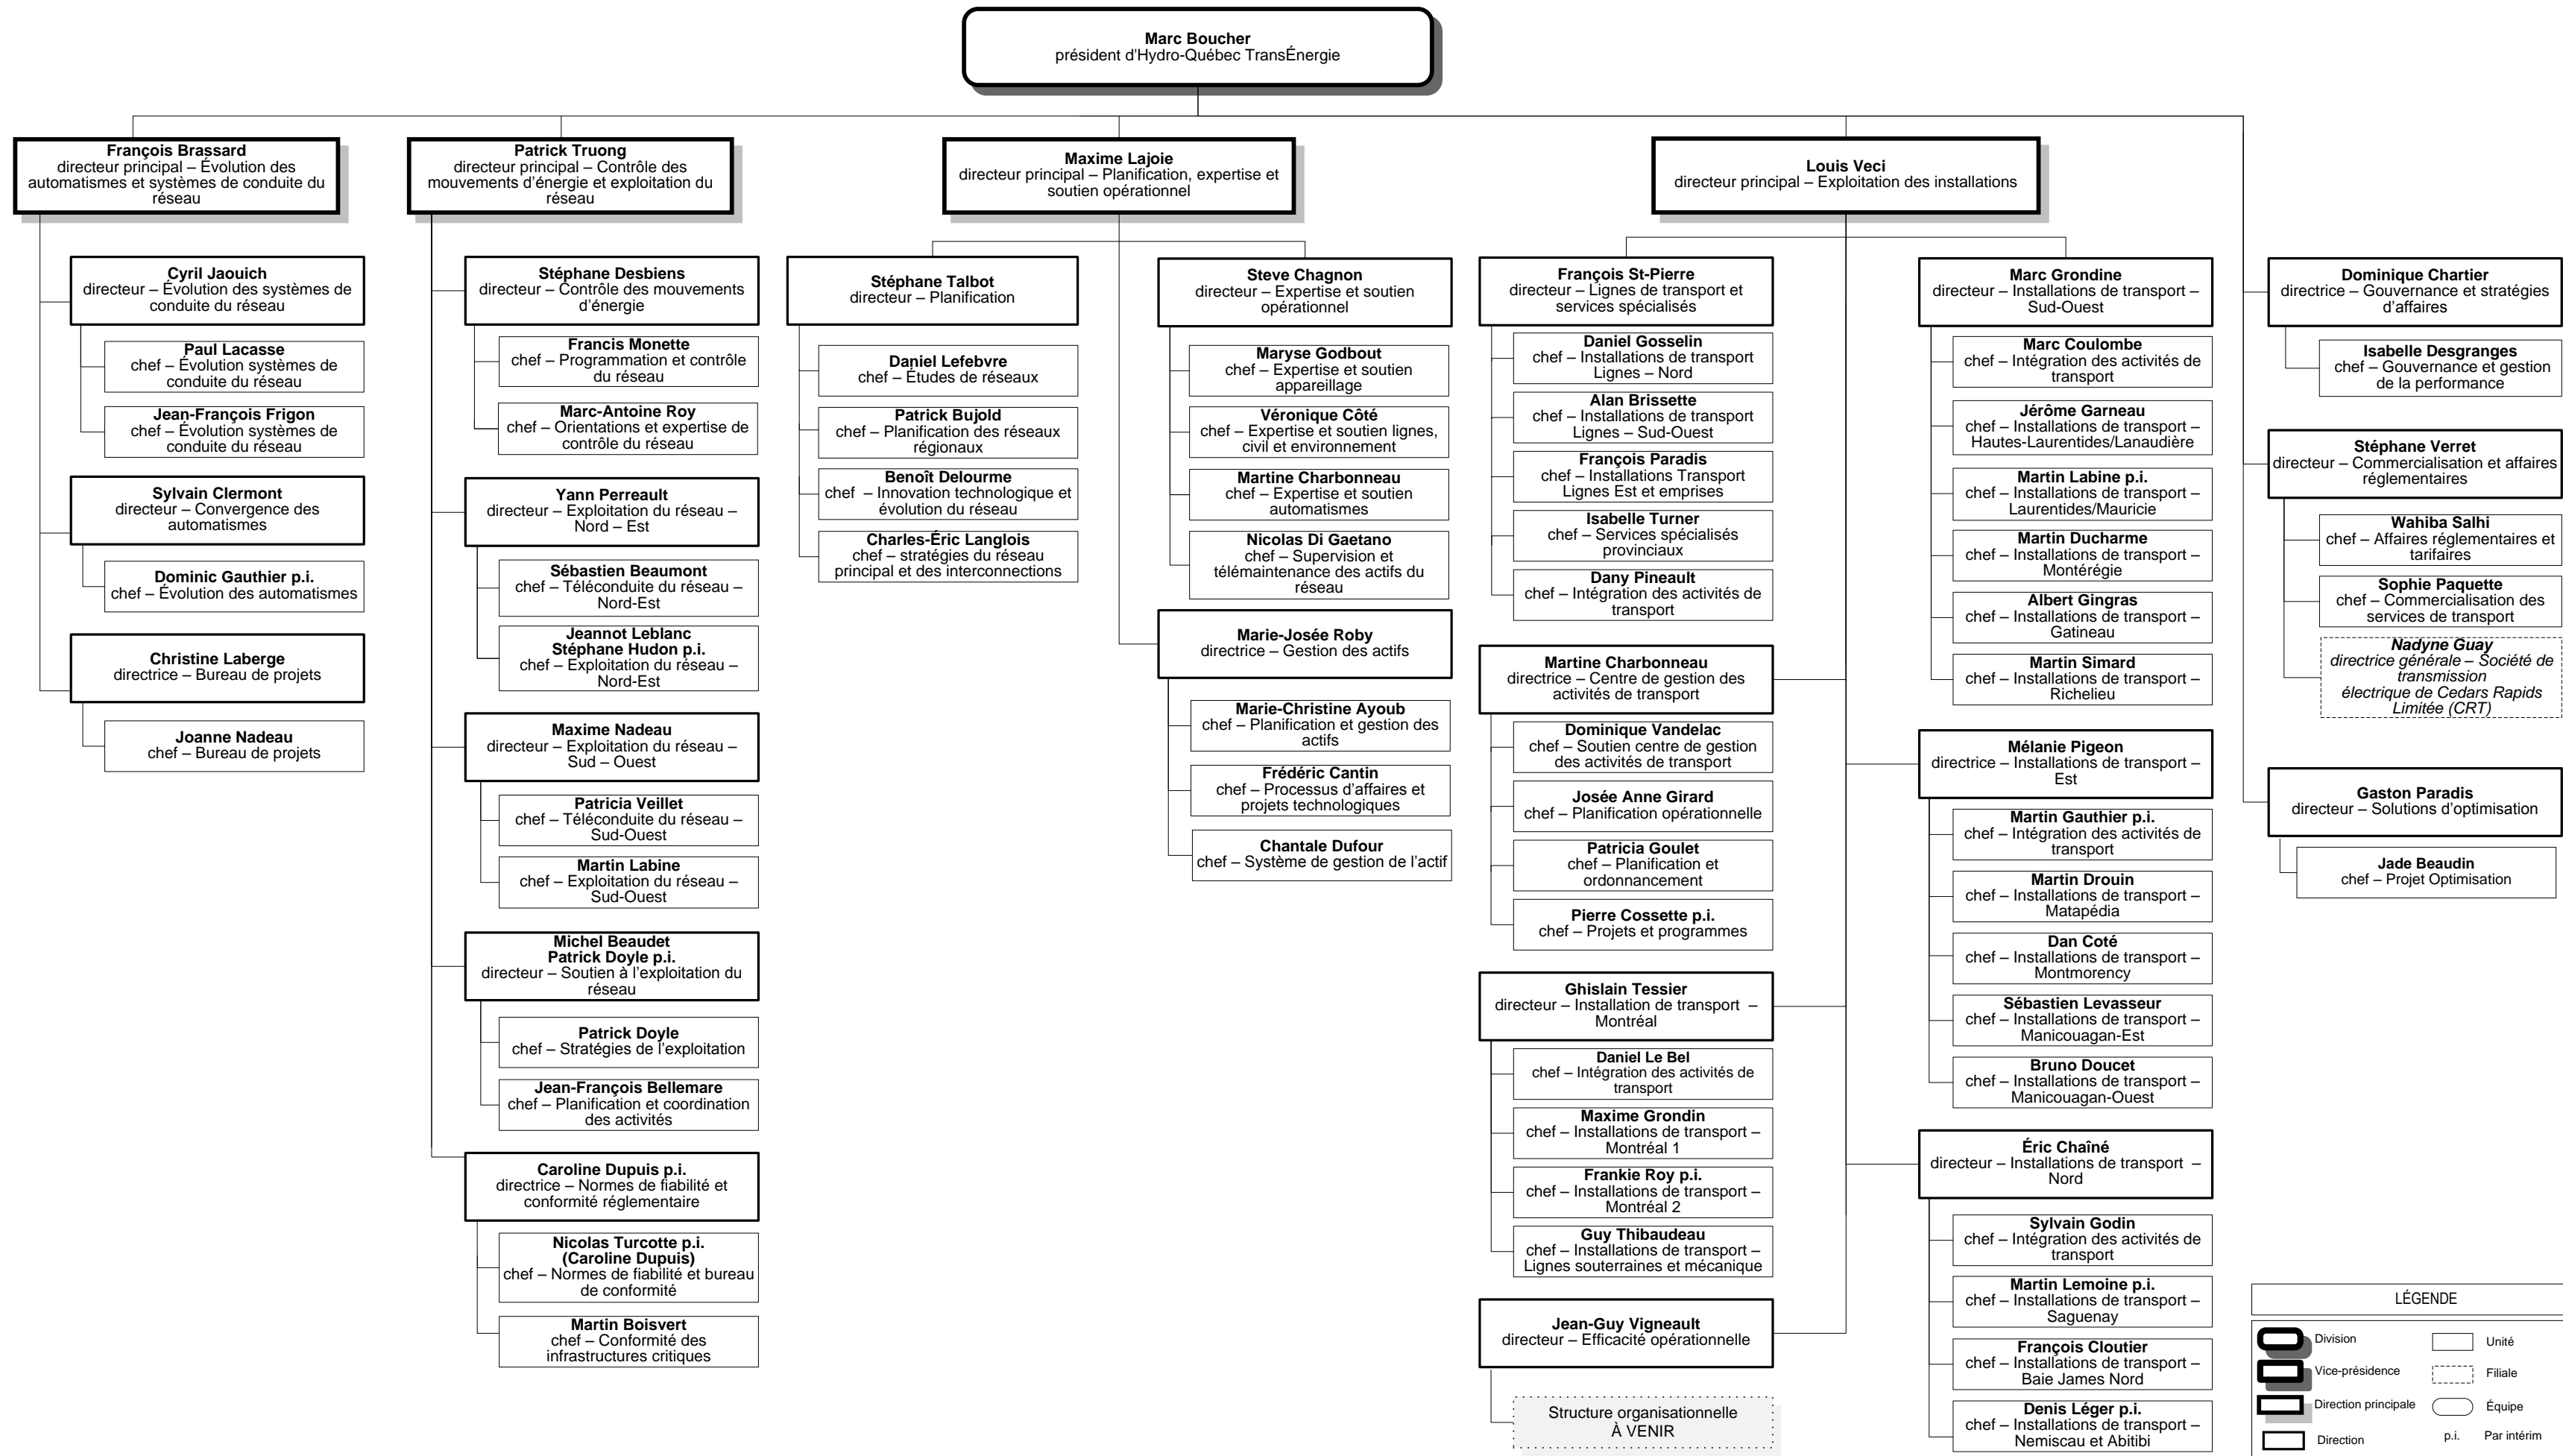 Marc Boucher
président d'Hydro-Québec TransÉnergie
François Brassard
directeur principal – Évolution des
automatismes et systèmes de conduite du
réseau
Cyril Jaouich
directeur – Évolution des systèmes de
conduite du réseau
Paul Lacasse
chef – Évolution systèmes de
conduite du réseau
Jean-François Frigon
chef – Évolution systèmes de
conduite du réseau
Sylvain Clermont
directeur – Convergence des
automatismes
Dominic Gauthier p.i.
chef – Évolution des automatismes
Christine Laberge
directrice – Bureau de projets
Joanne Nadeau
chef – Bureau de projets
Patrick Truong
directeur principal – Contrôle des
mouvements d'énergie et exploitation du
réseau
Stéphane Desbiens
directeur – Contrôle des mouvements
d'énergie
Francis Monette
chef – Programmation et contrôle
du réseau
Marc-Antoine Roy
chef – Orientations et expertise de
contrôle du réseau
Yann Perreault
directeur – Exploitation du réseau –
Nord – Est
Sébastien Beaumont
chef – Téléconduite du réseau –
Nord-Est
Jeannot Leblanc
Stéphane Hudon p.i.
chef – Exploitation du réseau –
Nord-Est
Maxime Nadeau
directeur – Exploitation du réseau –
Sud – Ouest
Patricia Veillet
chef – Téléconduite du réseau –
Sud-Ouest
Martin Labine
chef – Exploitation du réseau –
Sud-Ouest
Michel Beaudet
Patrick Doyle p.i.
directeur – Soutien à l'exploitation du
réseau
Patrick Doyle
chef – Stratégies de l'exploitation
Jean-François Bellemare
chef – Planification et coordination
des activités
Caroline Dupuis p.i.
directrice – Normes de fiabilité et
conformité réglementaire
Nicolas Turcotte p.i.
(Caroline Dupuis)
chef – Normes de fiabilité et bureau
de conformité
Martin Boisvert
chef – Conformité des
infrastructures critiques
Maxime Lajoie
directeur principal – Planification, expertise et
soutien opérationnel
Stéphane Talbot
directeur – Planification
Daniel Lefebvre
chef – Études de réseaux
Patrick Bujold
chef – Planification des réseaux
régionaux
Benoît Delourme
chef – Innovation technologique et
évolution du réseau
Charles-Éric Langlois
chef – stratégies du réseau
principal et des interconnections
Steve Chagnon
directeur – Expertise et soutien
opérationnel
Maryse Godbout
chef – Expertise et soutien
appareillage
Véronique Côté
chef – Expertise et soutien lignes,
civil et environnement
Martine Charbonneau
chef – Expertise et soutien
automatismes
Nicolas Di Gaetano
chef – Supervision et
télémaintenance des actifs du
réseau
Marie-Josée Roby
directrice – Gestion des actifs
Marie-Christine Ayoub
chef – Planification et gestion des
actifs
Frédéric Cantin
chef – Processus d'affaires et
projets technologiques
Chantale Dufour
chef – Système de gestion de l'actif
Louis Veci
directeur principal – Exploitation des installations
François St-Pierre
directeur – Lignes de transport et
services spécialisés
Daniel Gosselin
chef – Installations de transport
Lignes – Nord
Alan Brissette
chef – Installations de transport
Lignes – Sud-Ouest
François Paradis
chef – Installations Transport
Lignes Est et emprises
Isabelle Turner
chef – Services spécialisés
provinciaux
Dany Pineault
chef – Intégration des activités de
transport
Martine Charbonneau
directrice – Centre de gestion des
activités de transport
Dominique Vandelac
chef – Soutien centre de gestion
des activités de transport
Josée Anne Girard
chef – Planification opérationnelle
Patricia Goulet
chef – Planification et
ordonnancement
Pierre Cossette p.i.
chef – Projets et programmes
Ghislain Tessier
directeur – Installation de transport –
Montréal
Daniel Le Bel
chef – Intégration des activités de
transport
Maxime Grondin
chef – Installations de transport –
Montréal 1
Frankie Roy p.i.
chef – Installations de transport –
Montréal 2
Guy Thibaudeau
chef – Installations de transport –
Lignes souterraines et mécanique
Jean-Guy Vigneault
directeur – Efficacité opérationnelle
Structure organisationnelle
À VENIR
Marc Grondine
directeur – Installations de transport –
Sud-Ouest
Marc Coulombe
chef – Intégration des activités de
transport
Jérôme Garneau
chef – Installations de transport –
Hautes-Laurentides/Lanaudière
Martin Labine p.i.
chef – Installations de transport –
Laurentides/Mauricie
Martin Ducharme
chef – Installations de transport –
Montérégie
Albert Gingras
chef – Installations de transport –
Gatineau
Martin Simard
chef – Installations de transport –
Richelieu
Mélanie Pigeon
directrice – Installations de transport –
Est
Martin Gauthier p.i.
chef – Intégration des activités de
transport
Martin Drouin
chef – Installations de transport –
Matapédia
Dan Coté
chef – Installations de transport –
Montmorency
Sébastien Levasseur
chef – Installations de transport –
Manicouagan-Est
Bruno Doucet
chef – Installations de transport –
Manicouagan-Ouest
Éric Chaîné
directeur – Installations de transport –
Nord
Sylvain Godin
chef – Intégration des activités de
transport
Martin Lemoine p.i.
chef – Installations de transport –
Saguenay
François Cloutier
chef – Installations de transport –
Baie James Nord
Denis Léger p.i.
chef – Installations de transport –
Nemiscau et Abitibi
Dominique Chartier
directrice – Gouvernance et stratégies
d'affaires
Isabelle Desgranges
chef – Gouvernance et gestion
de la performance
Stéphane Verret
directeur – Commercialisation et affaires
réglementaires
Wahiba Salhi
chef – Affaires réglementaires et
tarifaires
Sophie Paquette
chef – Commercialisation des
services de transport
Nadyne Guay
directrice générale – Société de
transmission
électrique de Cedars Rapids
Limitée (CRT)
Gaston Paradis
directeur – Solutions d'optimisation
Jade Beaudin
chef – Projet Optimisation
LÉGENDE
Division
Unité
Vice-présidence
Filiale
Direction principale
Équipe
Direction
p.i. Par intérim